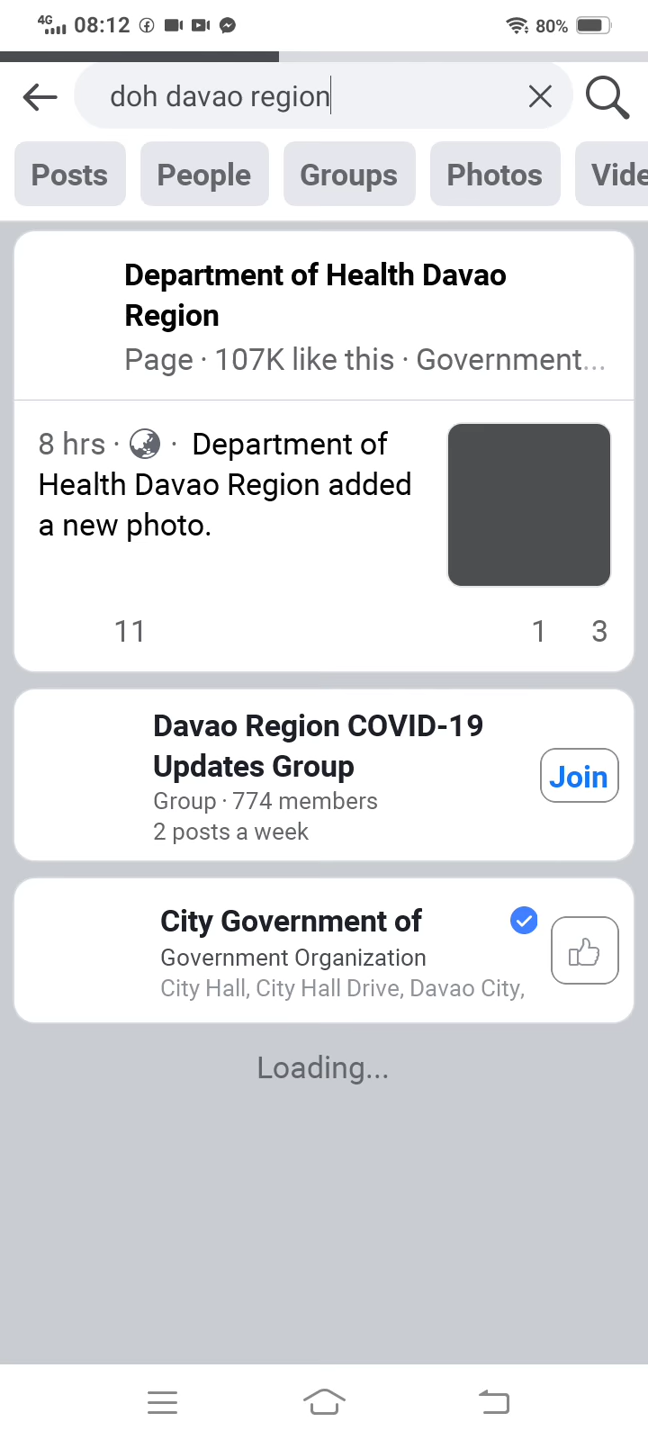 4G 08:12 80%
doh davao region
Posts People Groups Photos Vide
Department of Health Davao
Region
Page · 107K like this · Government...
8 hrs · · Department of
Health Davao Region added
a new photo.
11 1 3
Davao Region COVID-19
Updates Group
Group · 774 members
2 posts a week
Join
City Government of
Government Organization
City Hall, City Hall Drive, Davao City,
Loading...